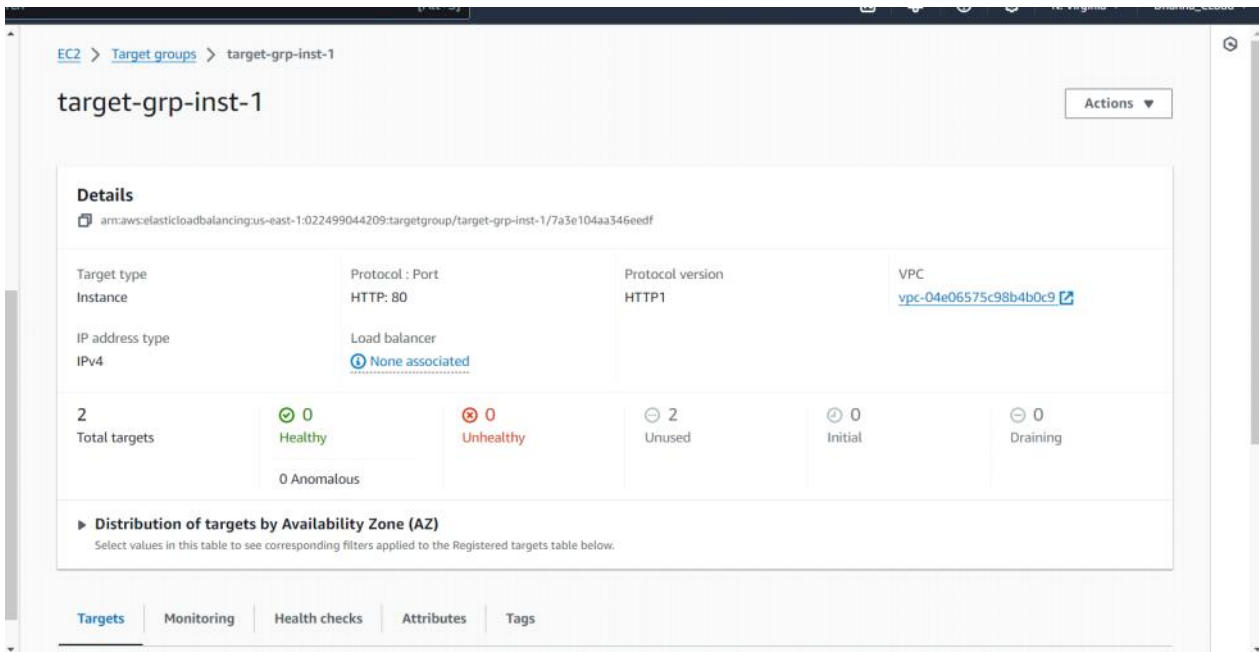 EC2 > Target groups > target-grp-inst-1
target-grp-inst-1
Actions ▼
Details
arn:aws:elasticloadbalancing:us-east-1:022499044209:targetgroup/target-grp-inst-1/7a3e104aa346eedf
Target type Protocol : Port Protocol version VPC
Instance HTTP: 80 HTTP1 vpc-04e06575c98b4b0c9
IP address type Load balancer
IPv4 None associated
2 0 0 2 0 0
Total targets Healthy Unhealthy Unused Initial Draining
0 Anomalous
Distribution of targets by Availability Zone (AZ)
Select values in this table to see corresponding filters applied to the Registered targets table below.
Targets Monitoring Health checks Attributes Tags